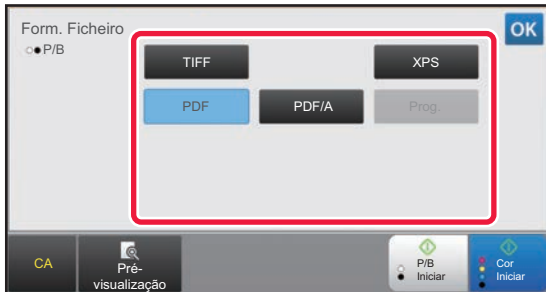 Form. Ficheiro
OK
P/B
TIFF
XPS
PDF
PDF/A
Prog.
CA
Pré-
visualização
P/B
Iniciar
Cor
Iniciar